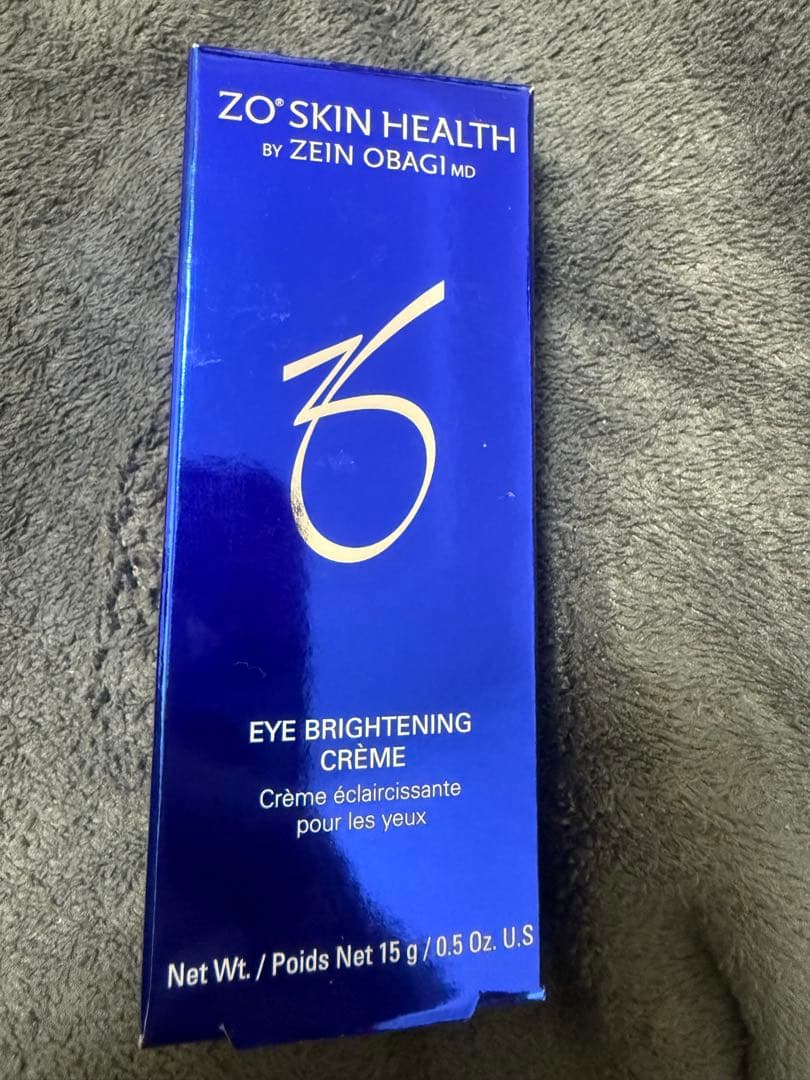 ZO® SKIN HEALTH
BY ZEIN OBAGI MD
EYE BRIGHTENING
CRÈME
Crème éclaircissante
pour les yeux
Net Wt. / Poids Net 15 g / 0.5 Oz. U.S